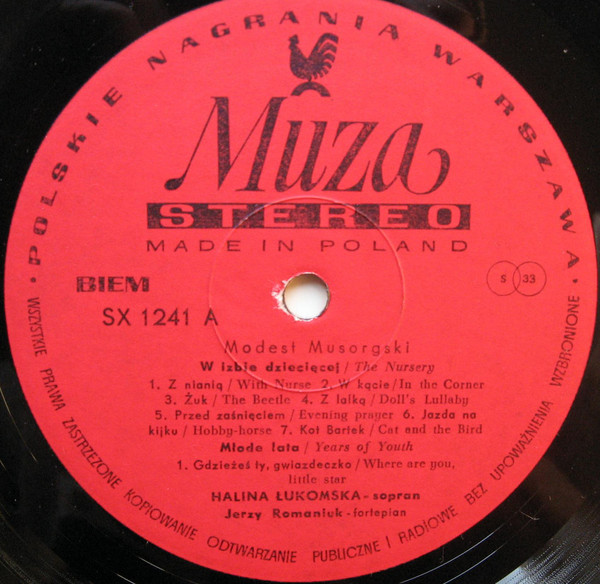 • POLSKIE NAGRANIA WARSZAWA •
Muza
STEREO
MADE IN POLAND
BIEM
S 33
SX 1241 A
Modest Musorgski
W izbie dziecięcej / The Nursery
1. Z nianią / With Nurse 2. W kącie / In the Corner
3. Żuk / The Beetle 4. Z lalką / Doll's Lullaby
5. Przed zaśnięciem / Evening prayer 6. Jazda na
kijku / Hobby-horse 7. Kot Bartek / Cat and the Bird
Młode lata / Years of Youth
1. Gdzieżeś ty, gwiazdeczko / Where are you,
little star
HALINA ŁUKOMSKA - sopran
Jerzy Romaniuk - fortepian
WSZYSTKIE PRAWA ZASTRZEŻONE KOPIOWANIE ODTWARZANIE PUBLICZNE I RADIOWE BEZ UPOWAŻNIENIA WZBRONIONE